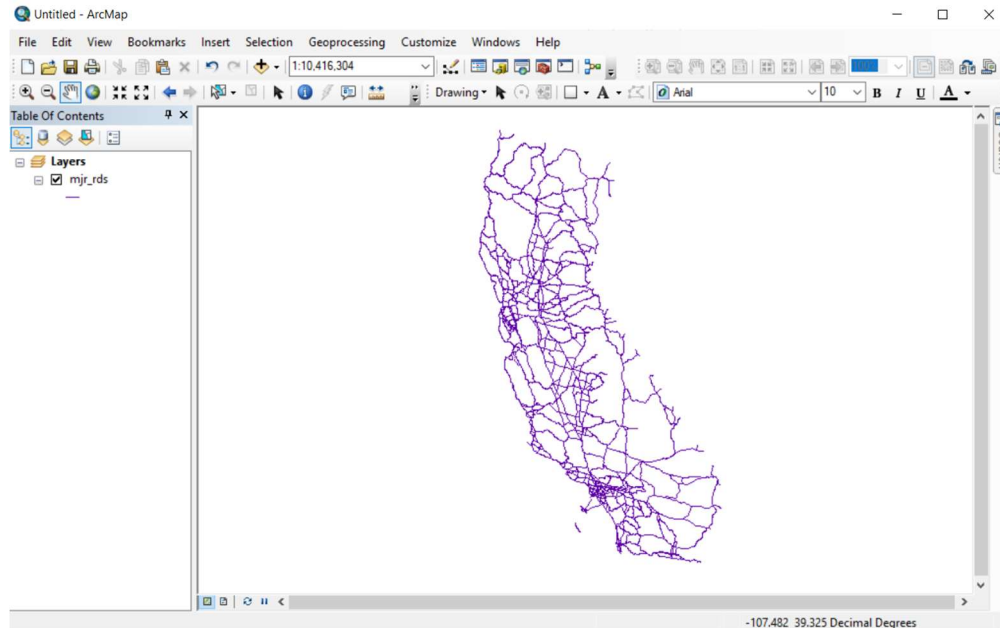 Untitled - ArcMap
File Edit View Bookmarks Insert Selection Geoprocessing Customize Windows Help
1:10,416,304
Drawing Arial 10 B I U A
Table Of Contents
Layers
mjr_rds
-107.482 39.325 Decimal Degrees